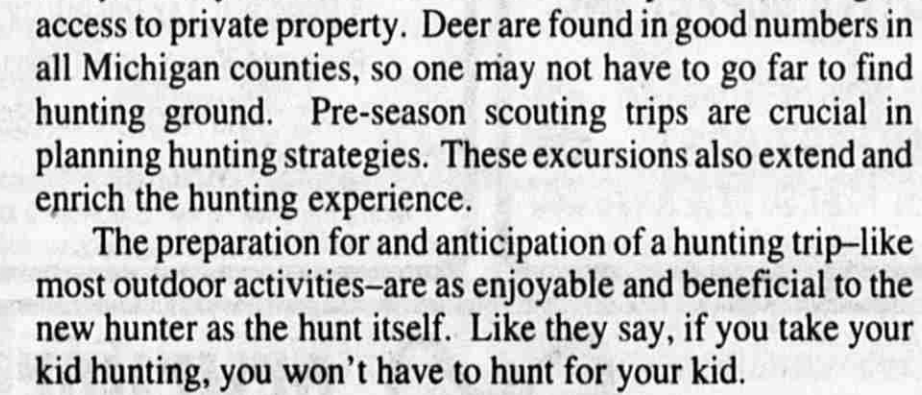 access to private property. Deer are found in good numbers in
all Michigan counties, so one may not have to go far to find
hunting ground. Pre-season scouting trips are crucial in
planning hunting strategies. These excursions also extend and
enrich the hunting experience.
The preparation for and anticipation of a hunting trip–like
most outdoor activities–are as enjoyable and beneficial to the
new hunter as the hunt itself. Like they say, if you take your
kid hunting, you won't have to hunt for your kid.